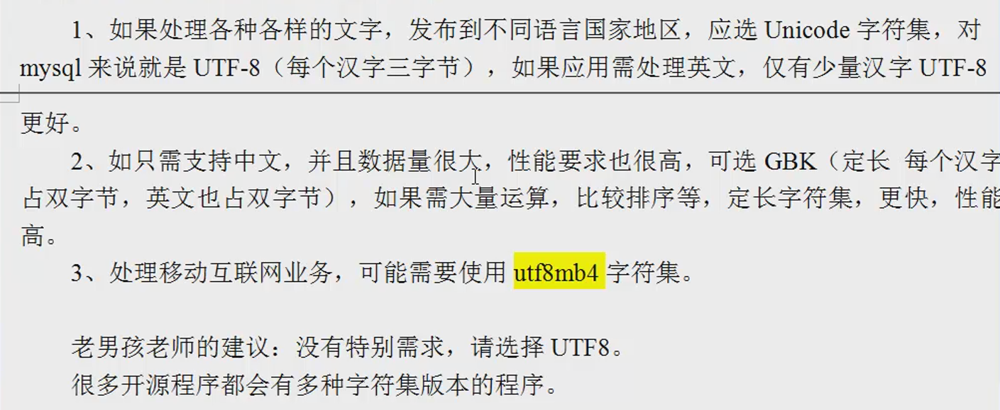 1、如果处理各种各样的文字，发布到不同语言国家地区，应选 Unicode 字符集，对
mysql 来说就是 UTF-8（每个汉字三字节），如果应用需处理英文，仅有少量汉字 UTF-8
更好。
2、如只需支持中文，并且数据量很大，性能要求也很高，可选 GBK（定长 每个汉字
占双字节，英文也占双字节），如果需大量运算，比较排序等，定长字符集，更快，性能
高。
3、处理移动互联网业务，可能需要使用 utf8mb4 字符集。
老男孩老师的建议：没有特别需求，请选择 UTF8。
很多开源程序都会有多种字符集版本的程序。